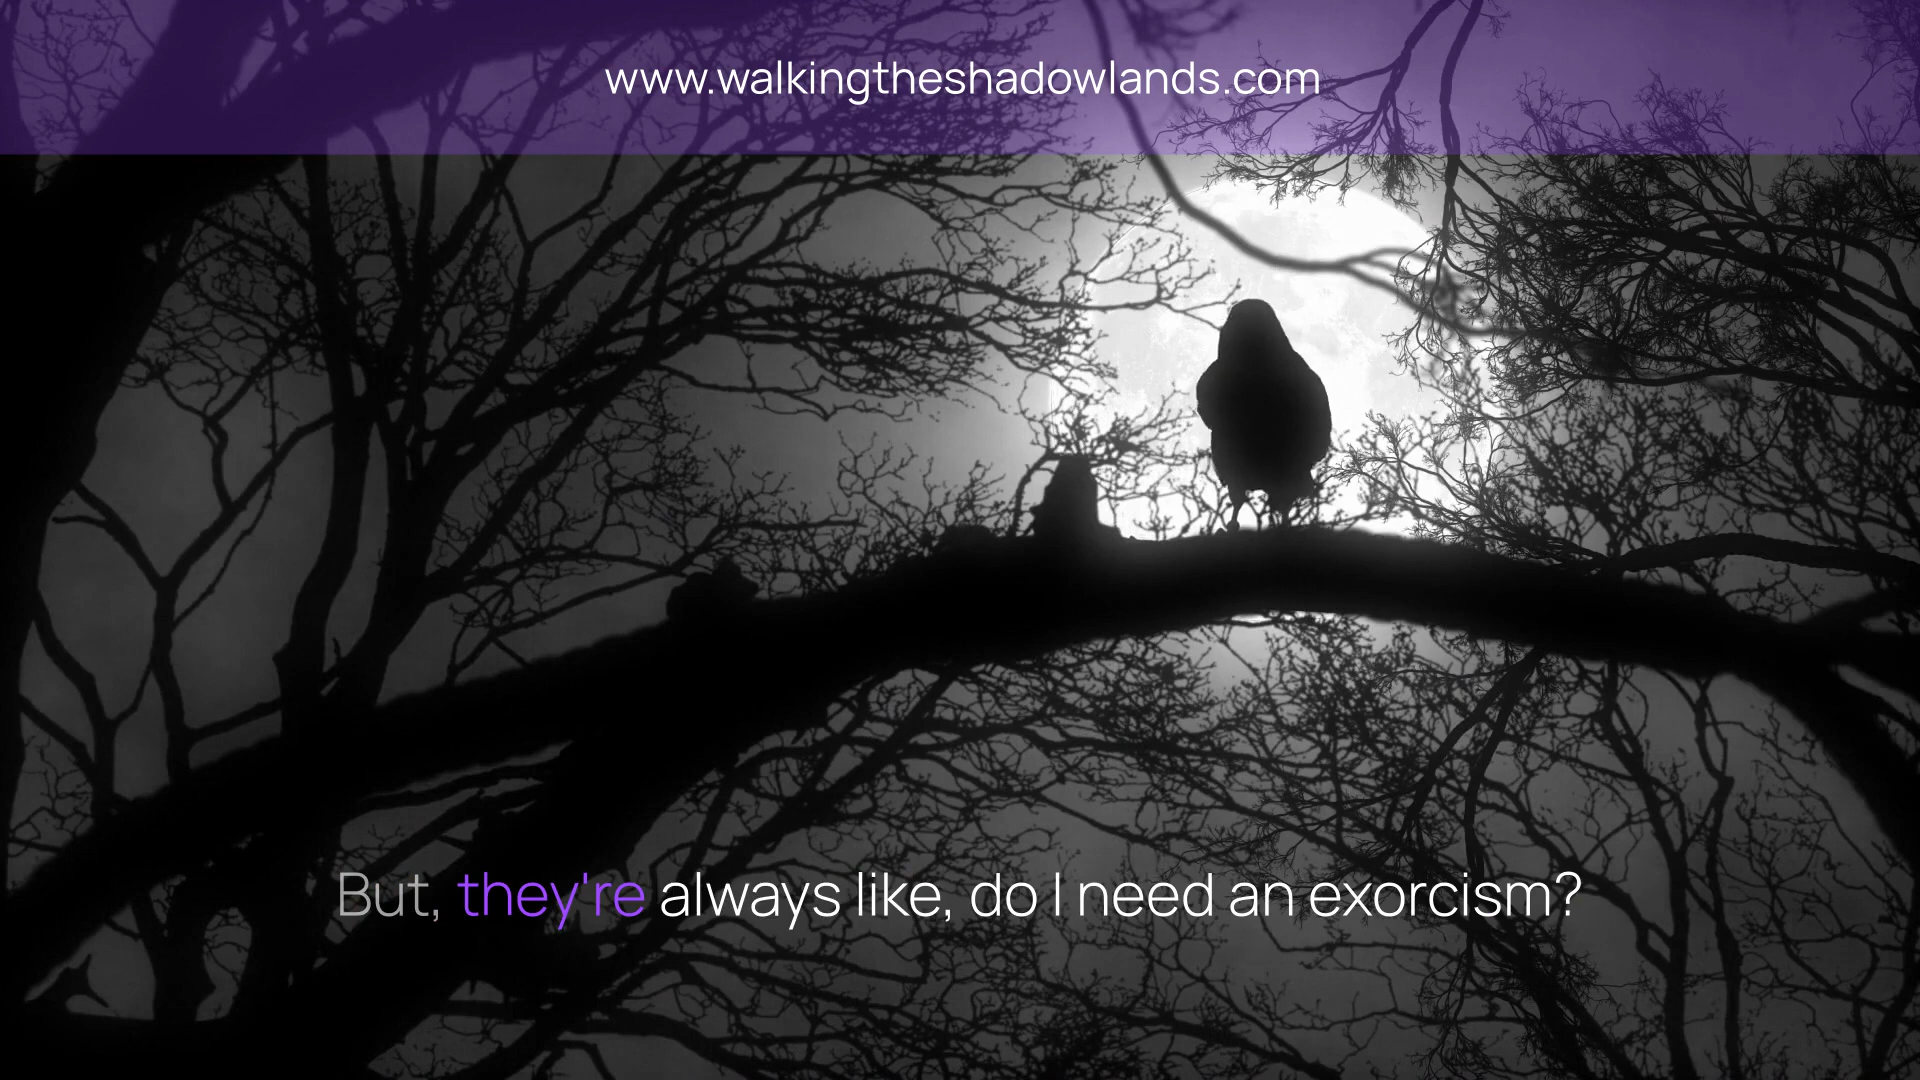 www.walkingtheshadowlands.com
But, they're always like, do I need an exorcism?